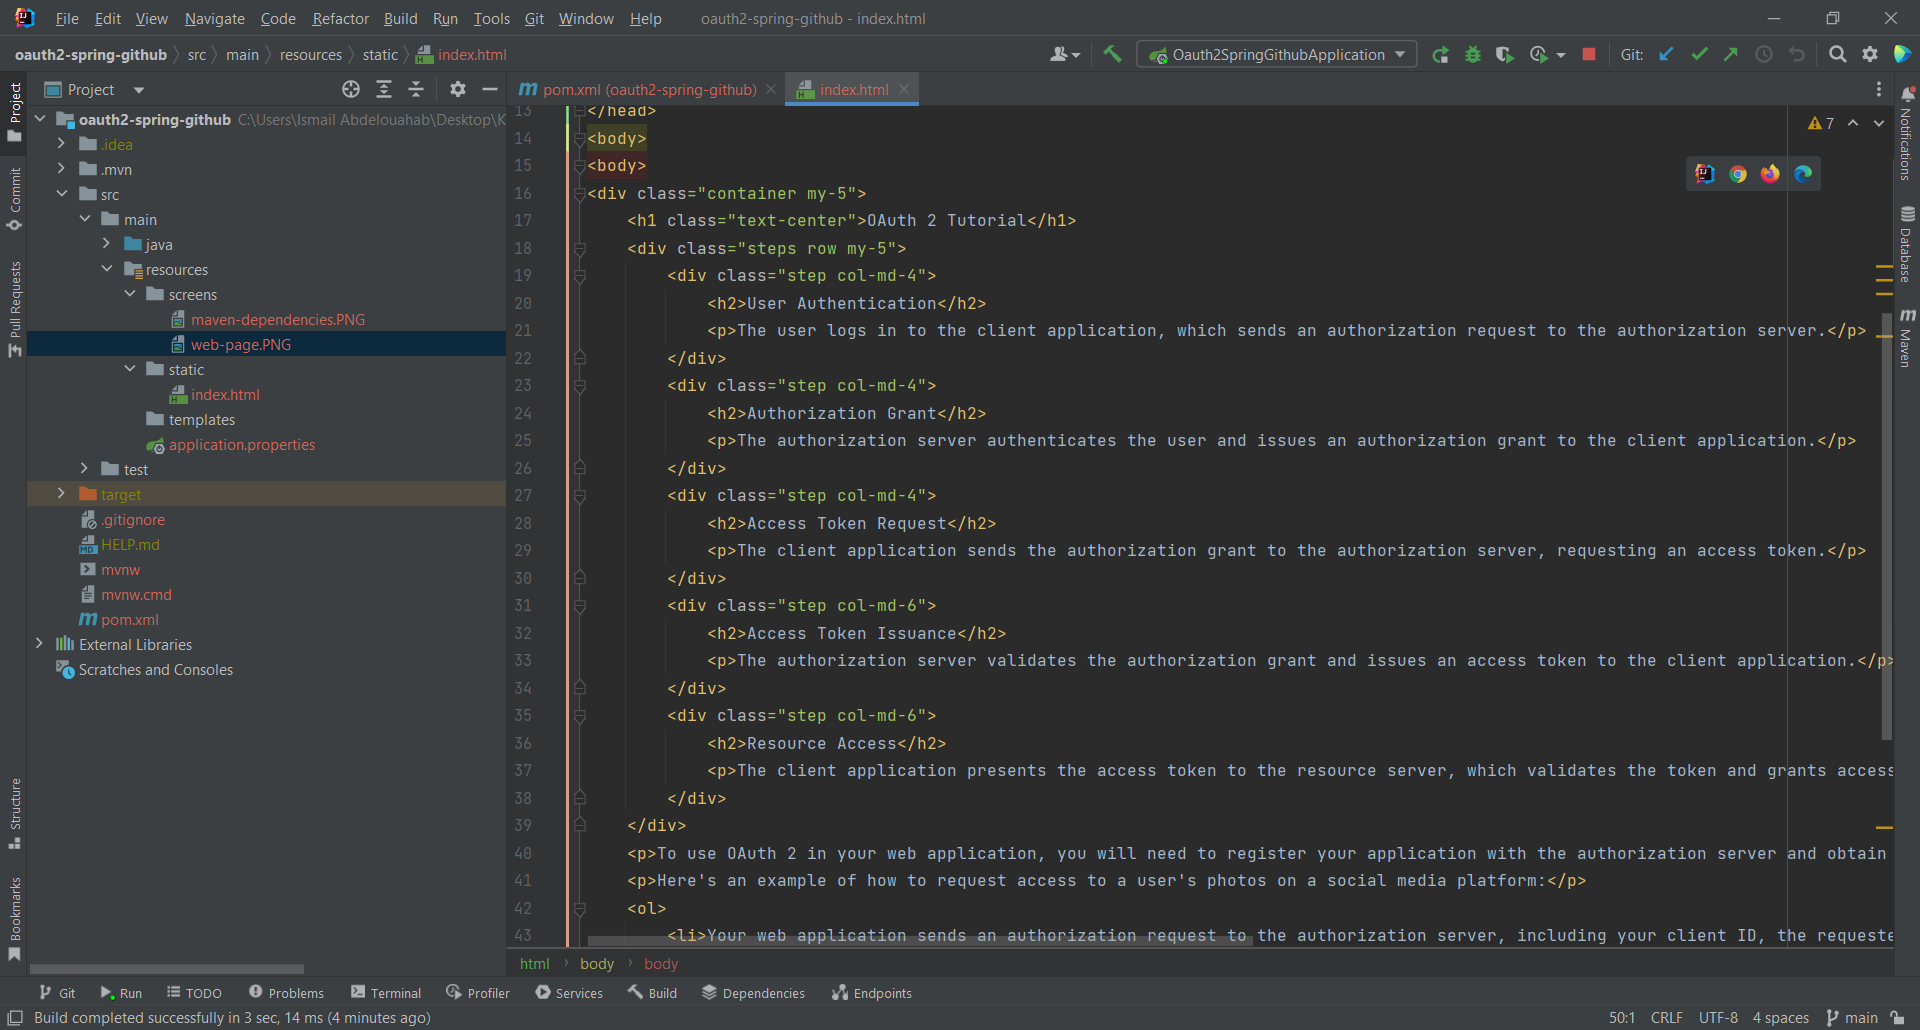 File Edit View Navigate Code Refactor Build Run Tools Git Window Help oauth2-spring-github - index.html
oauth2-spring-github src main resources static index.html Oauth2SpringGithubApplication Git:
Project
pom.xml (oauth2-spring-github) index.html
oauth2-spring-github C:\Users\Ismail Abdelouahab\Desktop\K
.idea
.mvn
src
main
java
resources
screens
maven-dependencies.PNG
web-page.PNG
static
index.html
templates
application.properties
test
target
.gitignore
HELP.md
mvnw
mvnw.cmd
pom.xml
External Libraries
Scratches and Consoles
Project
Commit
Pull Requests
Structure
Bookmarks
7
13 </head>
14 <body>
15 <body>
16 <div class="container my-5">
17 <h1 class="text-center">OAuth 2 Tutorial</h1>
18 <div class="steps row my-5">
19 <div class="step col-md-4">
20 <h2>User Authentication</h2>
21 <p>The user logs in to the client application, which sends an authorization request to the authorization server.</p>
22 </div>
23 <div class="step col-md-4">
24 <h2>Authorization Grant</h2>
25 <p>The authorization server authenticates the user and issues an authorization grant to the client application.</p>
26 </div>
27 <div class="step col-md-4">
28 <h2>Access Token Request</h2>
29 <p>The client application sends the authorization grant to the authorization server, requesting an access token.</p>
30 </div>
31 <div class="step col-md-6">
32 <h2>Access Token Issuance</h2>
33 <p>The authorization server validates the authorization grant and issues an access token to the client application.</p>
34 </div>
35 <div class="step col-md-6">
36 <h2>Resource Access</h2>
37 <p>The client application presents the access token to the resource server, which validates the token and grants access
38 </div>
39 </div>
40 <p>To use OAuth 2 in your web application, you will need to register your application with the authorization server and obtain
41 <p>Here's an example of how to request access to a user's photos on a social media platform:</p>
42 <ol>
43 <li>Your web application sends an authorization request to the authorization server, including your client ID, the requeste
html body body
Notifications
Database
Maven
Git Run TODO Problems Terminal Profiler Services Build Dependencies Endpoints
Build completed successfully in 3 sec, 14 ms (4 minutes ago) 50:1 CRLF UTF-8 4 spaces main